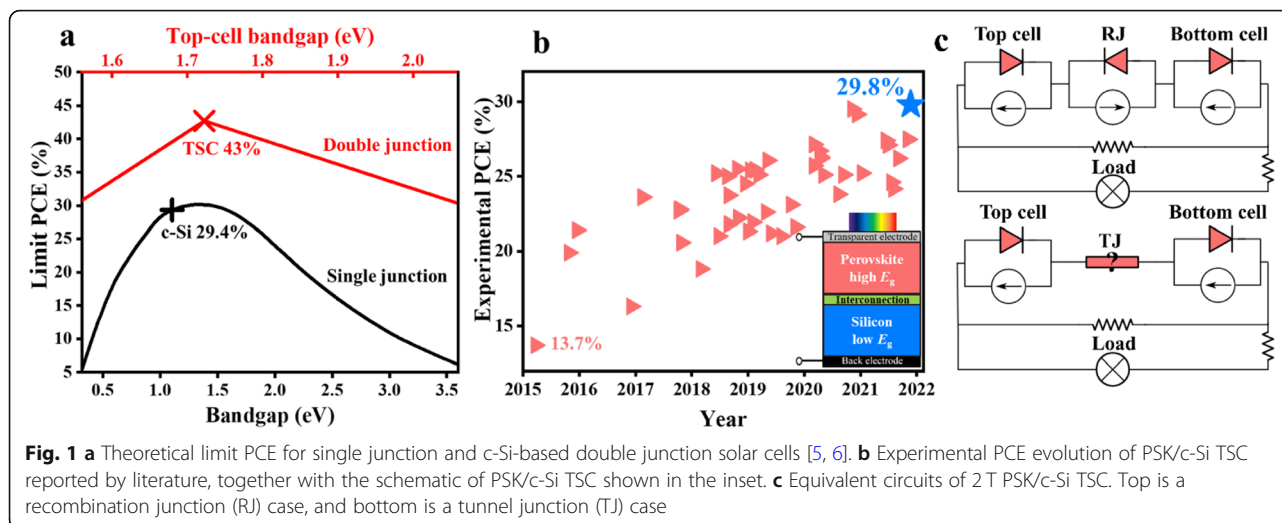 a
Top-cell bandgap (eV)
1.6 1.7 1.8 1.9 2.0
Limit PCE (%)
50
45
40
35
30
25
20
15
10
5
TSC 43%
Double junction
c-Si 29.4%
Single junction
0.5 1.0 1.5 2.0 2.5 3.0 3.5
Bandgap (eV)
b
Experimental PCE (%)
30
25
20
15
29.8%
13.7%
Transparent electrode
Perovskite
high Eg
Interconnection
Silicon
low Eg
Back electrode
2015 2016 2017 2018 2019 2020 2021 2022
Year
c
Top cell RJ Bottom cell
Load
Top cell TJ Bottom cell
?
Load
Fig. 1 a Theoretical limit PCE for single junction and c-Si-based double junction solar cells [5, 6]. b Experimental PCE evolution of PSK/c-Si TSC
reported by literature, together with the schematic of PSK/c-Si TSC shown in the inset. c Equivalent circuits of 2 T PSK/c-Si TSC. Top is a
recombination junction (RJ) case, and bottom is a tunnel junction (TJ) case